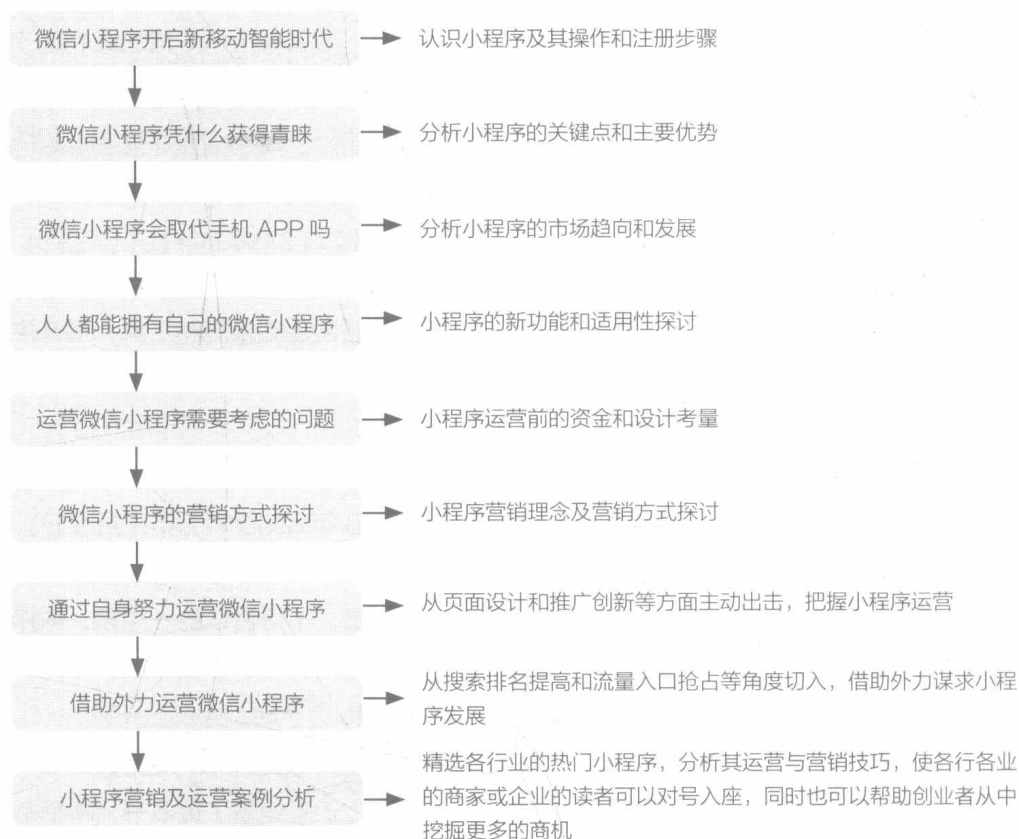 微信小程序开启新移动智能时代
认识小程序及其操作和注册步骤
微信小程序凭什么获得青睐
分析小程序的关键点和主要优势
微信小程序会取代手机 APP 吗
分析小程序的市场趋向和发展
人人都能拥有自己的微信小程序
小程序的新功能和适用性探讨
运营微信小程序需要考虑的问题
小程序运营前的资金和设计考量
微信小程序的营销方式探讨
小程序营销理念及营销方式探讨
通过自身努力运营微信小程序
从页面设计和推广创新等方面主动出击，把握小程序运营
借助外力运营微信小程序
从搜索排名提高和流量入口抢占等角度切入，借助外力谋求小程
序发展
小程序营销及运营案例分析
精选各行业的热门小程序，分析其运营与营销技巧，使各行各业
的商家或企业的读者可以对号入座，同时也可以帮助创业者从中
挖掘更多的商机